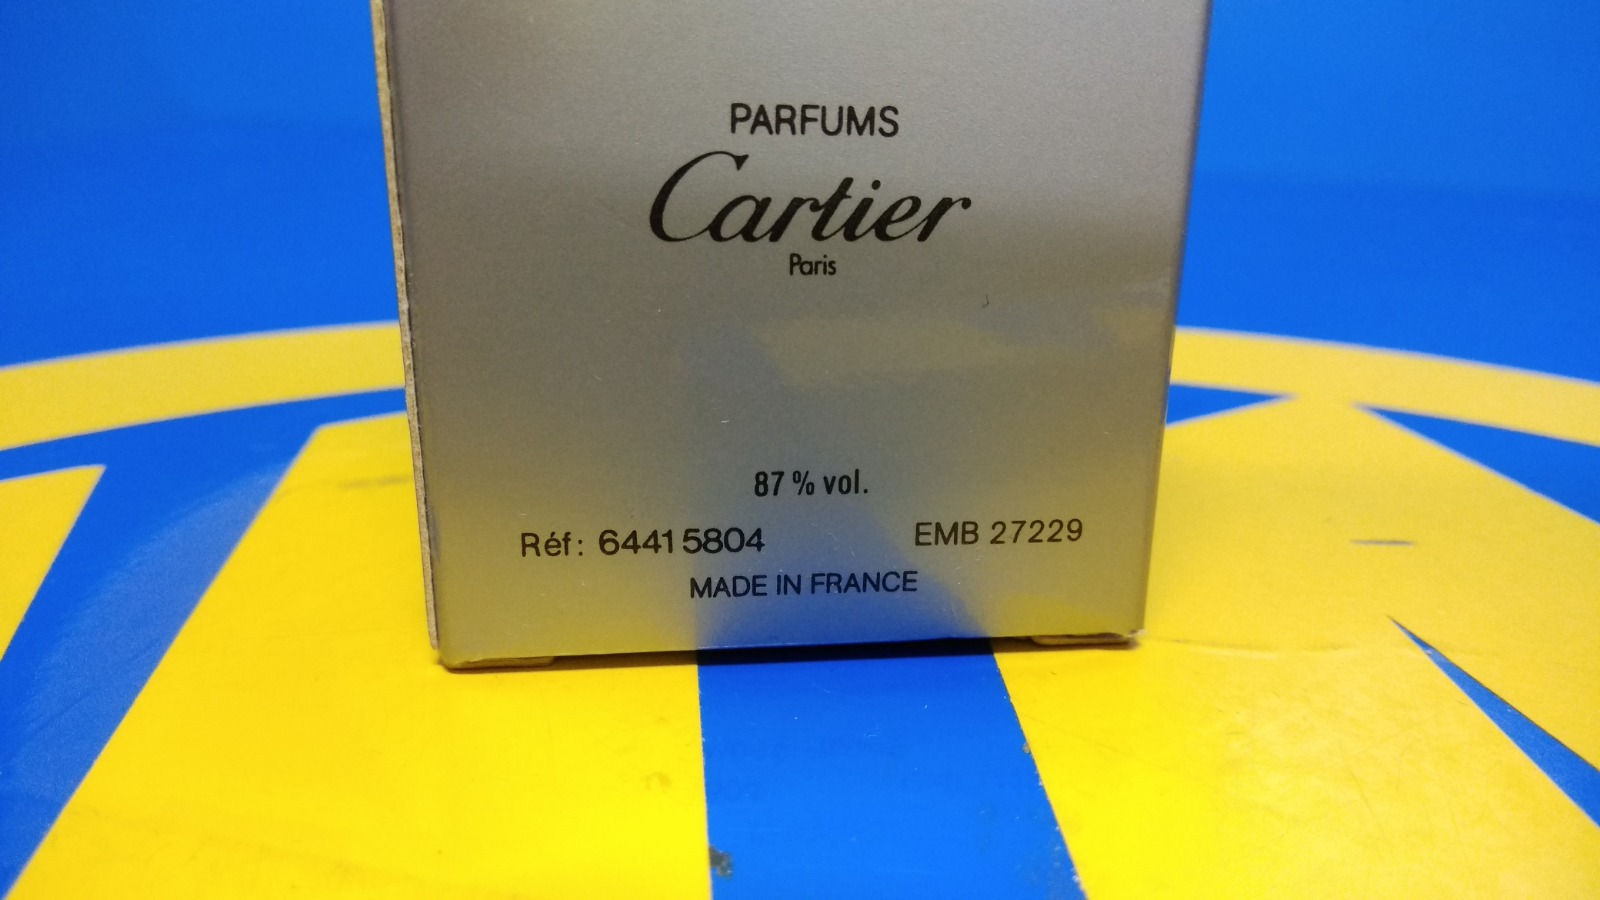 PARFUMS
Cartier
Paris
87 % vol.
Réf: 64415804 EMB 27229
MADE IN FRANCE